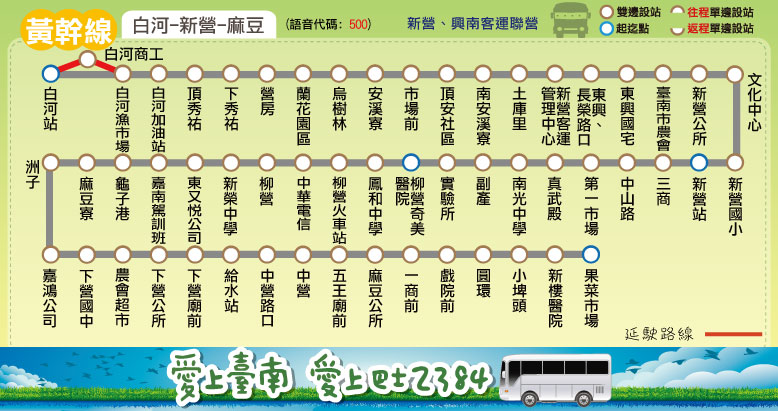 黃幹線
白河-新營-麻豆
(語音代碼: 500)
新營、興南客運聯營
雙邊設站
往程單邊設站
起迄點
返程單邊設站
白河商工
白河站
白河漁市場
白河加油站
頂秀祐
下秀祐
營房
蘭花園區
烏樹林
安溪寮
市場前
頂安社區
南安溪寮
土庫里
新營客運管理中心
東興、長榮路口
東興國宅
臺南市農會
新營公所
文化中心
新營國小
新營站
三商
中山路
第一市場
真武殿
南光中學
副產
實驗所
柳營奇美醫院
鳳和中學
柳營火車站
中華電信
柳營
新榮中學
東又悅公司
嘉南駕訓班
龜子港
麻豆寮
洲子
嘉鴻公司
下營國中
農會超市
下營公所
下營廟前
給水站
中營路口
中營
五王廟前
麻豆公所
一商前
戲院前
圓環
小埤頭
新樓醫院
果菜市場
延駛路線
愛上臺南 愛上巴士2384